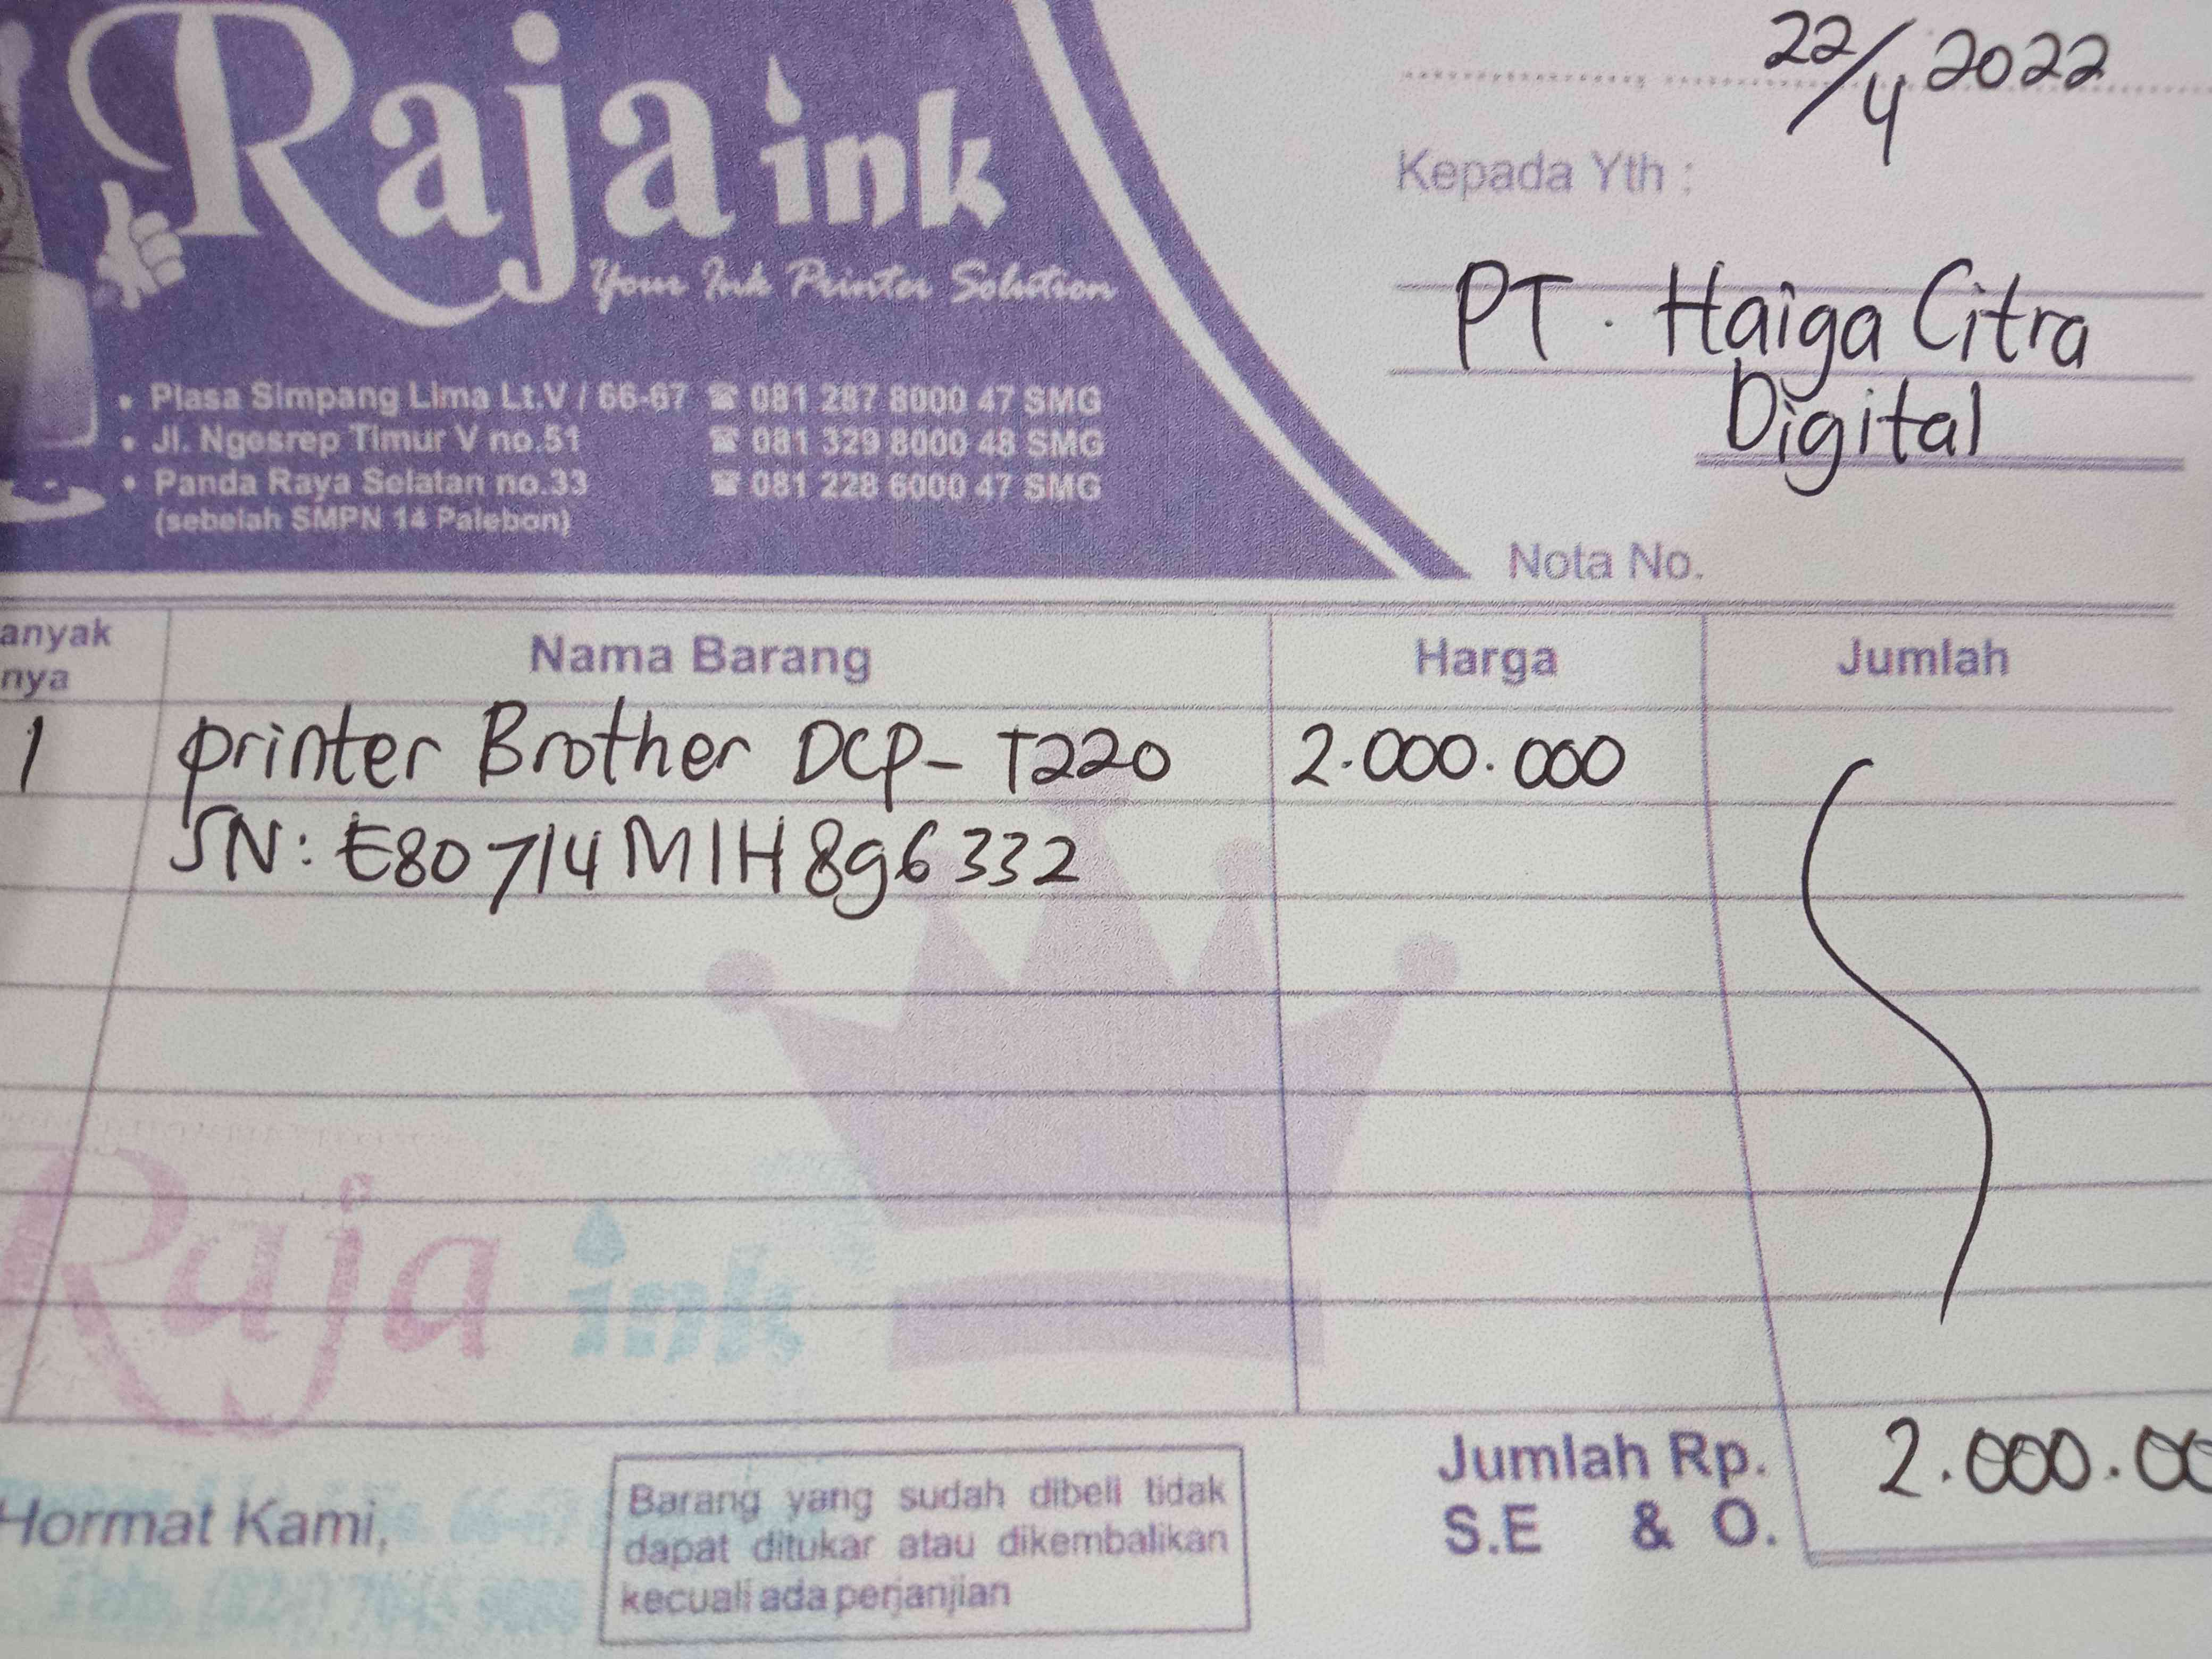 Raja ink
Your Ink Printer Solution
• Plasa Simpang Lima Lt.V / 66-67 ☎ 081 287 8000 47 SMG
• Jl. Ngesrep Timur V no.51 ☎ 081 329 8000 48 SMG
• Panda Raya Selatan no.33 ☎ 081 228 6000 47 SMG
(sebelah SMPN 14 Palebon)
22/4 2022
Kepada Yth :
PT. Haiga Citra
Digital
Nota No.
anyak
nya
Nama Barang Harga Jumlah
1 printer Brother DCP-T220 2.000.000
SN: E80714M1H8g6332
Raja ink
Jumlah Rp. 2.000.00
S.E & O.
Hormat Kami,
Barang yang sudah dibeli tidak
dapat ditukar atau dikembalikan
kecuali ada perjanjian